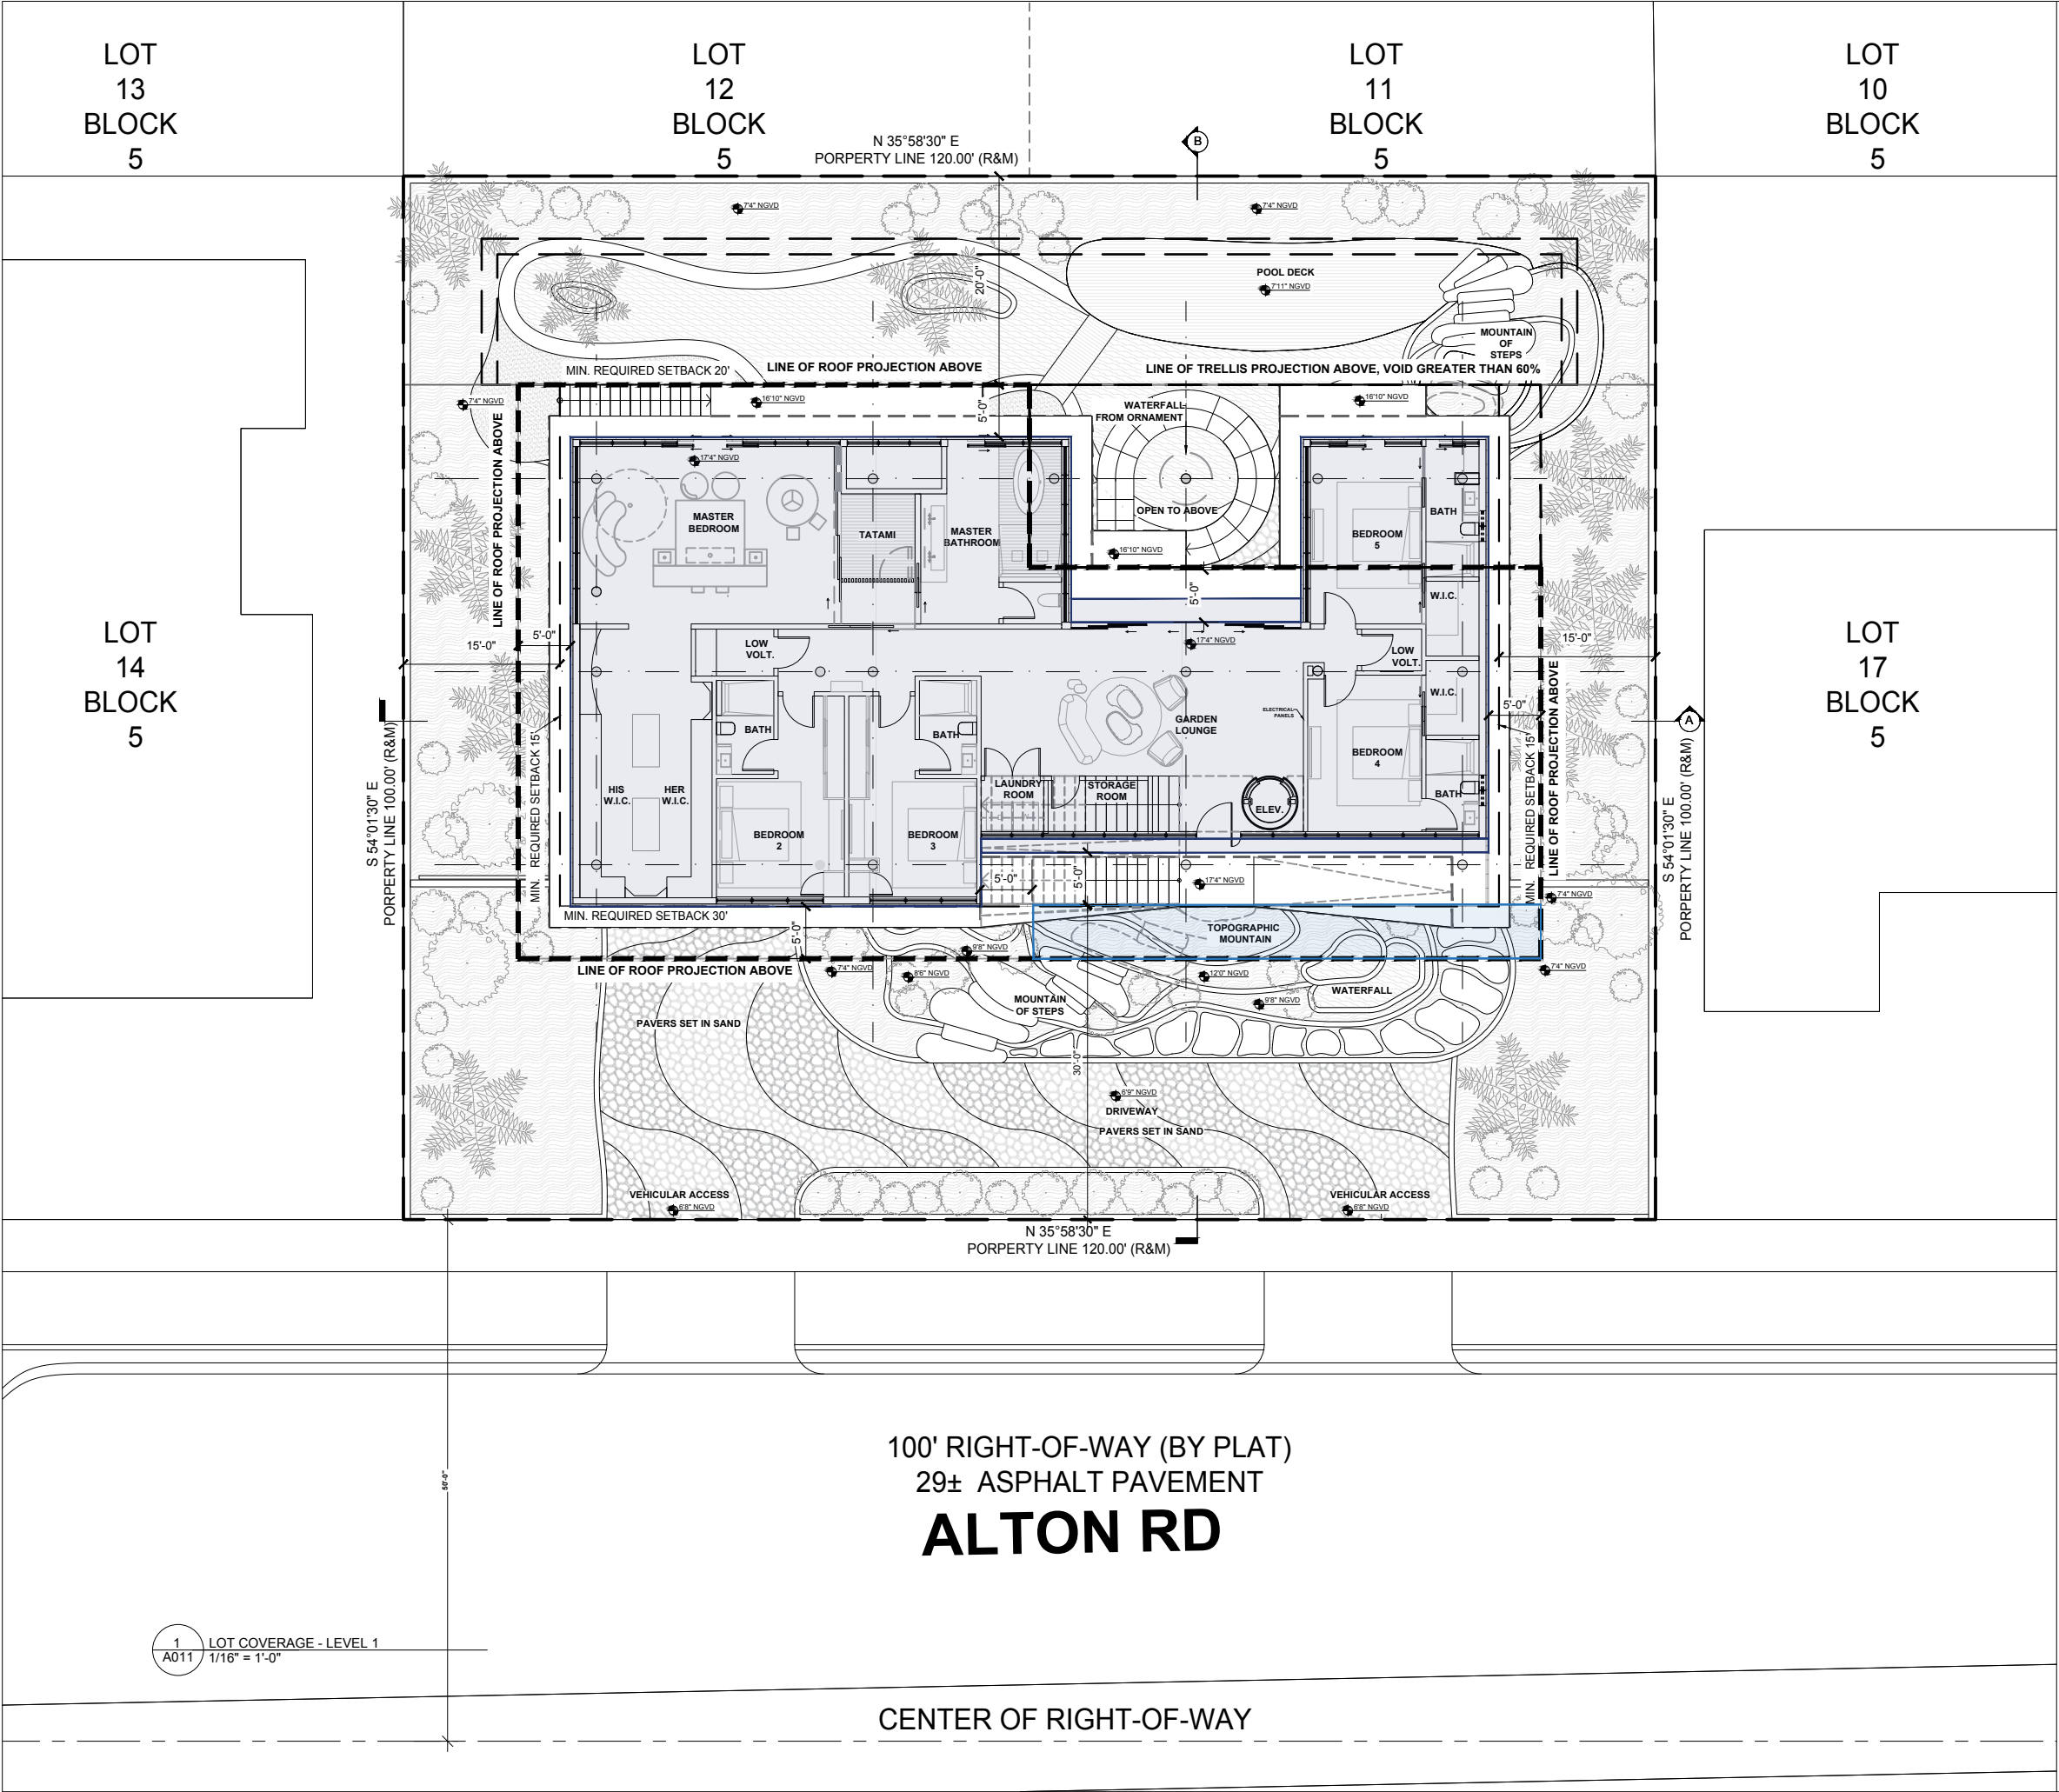 LOT
13
BLOCK
5
LOT
12
BLOCK
5
LOT
11
BLOCK
5
LOT
10
BLOCK
5
N 35°58'30" E
PORPERTY LINE 120.00' (R&M)
B
7'4" NGVD
7'4" NGVD
POOL DECK
7'11" NGVD
20'-0"
MOUNTAIN
OF
STEPS
MIN. REQUIRED SETBACK 20'
LINE OF ROOF PROJECTION ABOVE
LINE OF TRELLIS PROJECTION ABOVE, VOID GREATER THAN 60%
7'4" NGVD
16'10" NGVD
5'-0"
WATERFALL
FROM ORNAMENT
16'10" NGVD
LINE OF ROOF PROJECTION ABOVE
17'4" NGVD
MASTER
BEDROOM
TATAMI
MASTER
BATHROOM
OPEN TO ABOVE
16'10" NGVD
BEDROOM
5
BATH
W.I.C.
5'-0"
15'-0"
5'-0"
LOW
VOLT.
17'4" NGVD
LOW
VOLT.
15'-0"
LOT
14
BLOCK
5
LOT
17
BLOCK
5
W.I.C.
5'-0"
ELECTRICAL
PANELS
GARDEN
LOUNGE
BATH
BATH
BEDROOM
4
A
LINE OF ROOF PROJECTION ABOVE
MIN. REQUIRED SETBACK 15'
MIN. REQUIRED SETBACK 15'
S 54°01'30" E
PORPERTY LINE 100.00' (R&M)
S 54°01'30" E
PORPERTY LINE 100.00' (R&M)
HIS
W.I.C.
HER
W.I.C.
LAUNDRY
ROOM
STORAGE
ROOM
ELEV.
BATH
BEDROOM
2
BEDROOM
3
5'-0"
5'-0"
17'4" NGVD
7'4" NGVD
MIN. REQUIRED SETBACK 30'
5'-0"
TOPOGRAPHIC
MOUNTAIN
9'8" NGVD
LINE OF ROOF PROJECTION ABOVE
7'4" NGVD
8'6" NGVD
12'0" NGVD
7'4" NGVD
WATERFALL
MOUNTAIN
OF STEPS
9'8" NGVD
PAVERS SET IN SAND
30'-0"
6'9" NGVD
DRIVEWAY
PAVERS SET IN SAND
VEHICULAR ACCESS
6'8" NGVD
VEHICULAR ACCESS
6'8" NGVD
N 35°58'30" E
PORPERTY LINE 120.00' (R&M)
50'-0"
100' RIGHT-OF-WAY (BY PLAT)
29± ASPHALT PAVEMENT
ALTON RD
1
A011
LOT COVERAGE - LEVEL 1
1/16" = 1'-0"
CENTER OF RIGHT-OF-WAY